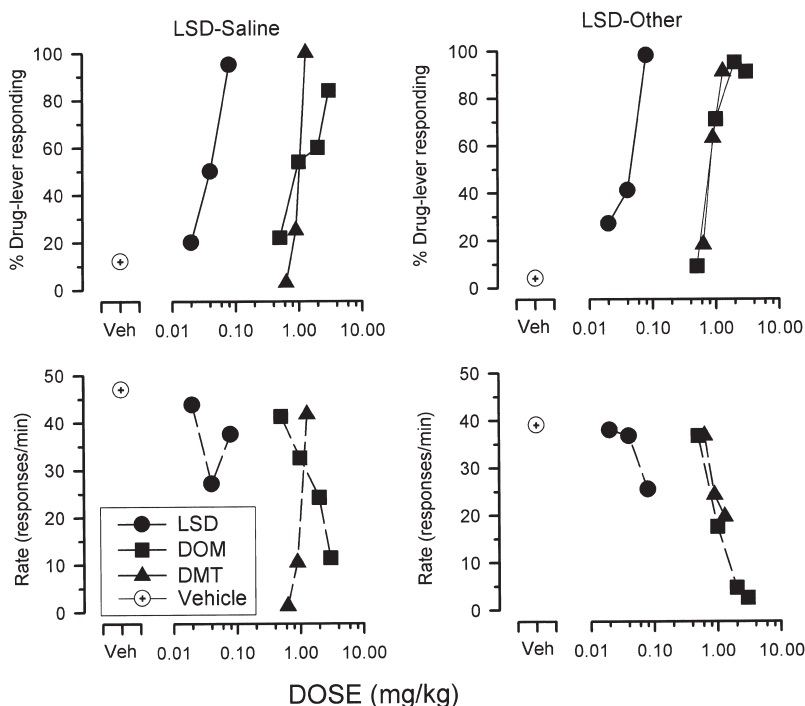 LSD-Saline
% Drug-lever responding
100
80
60
40
20
0
Veh
0.01 0.10 1.00 10.00
LSD-Other
% Drug-lever responding
100
80
60
40
20
0
Veh
0.01 0.10 1.00 10.00
Rate (responses/min)
50
40
30
20
10
0
LSD
DOM
DMT
Vehicle
Veh
0.01 0.10 1.00 10.00
Rate (responses/min)
50
40
30
20
10
0
Veh
0.01 0.10 1.00 10.00
DOSE (mg/kg)